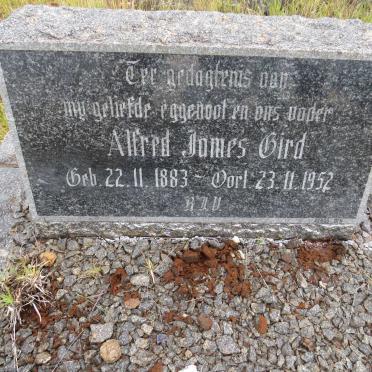 Ter gedagtenis aan
my geliefde eggenoot en ons vader
Alfred James Gird
Geb. 22.11.1883 ~ Oorl. 23.11.1952
R.I.V.